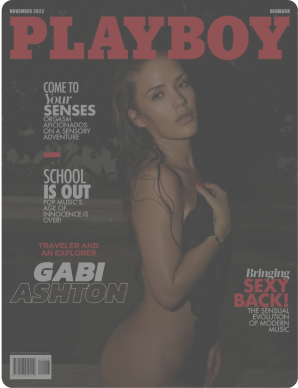 NOVEMBER 2022
DENMARK
PLAYBOY
COME TO
Your
SENSES
ORGASM
AFICIONADOS
ON A SENSORY
ADVENTURE
SCHOOL
IS OUT
POP MUSIC'S
AGE OF
INNOCENCE IS
OVER!
TRAVELER AND
AN EXPLORER
GABI
ASHTON
Bringing
SEXY
BACK!
THE SENSUAL
EVOLUTION
OF MODERN
MUSIC